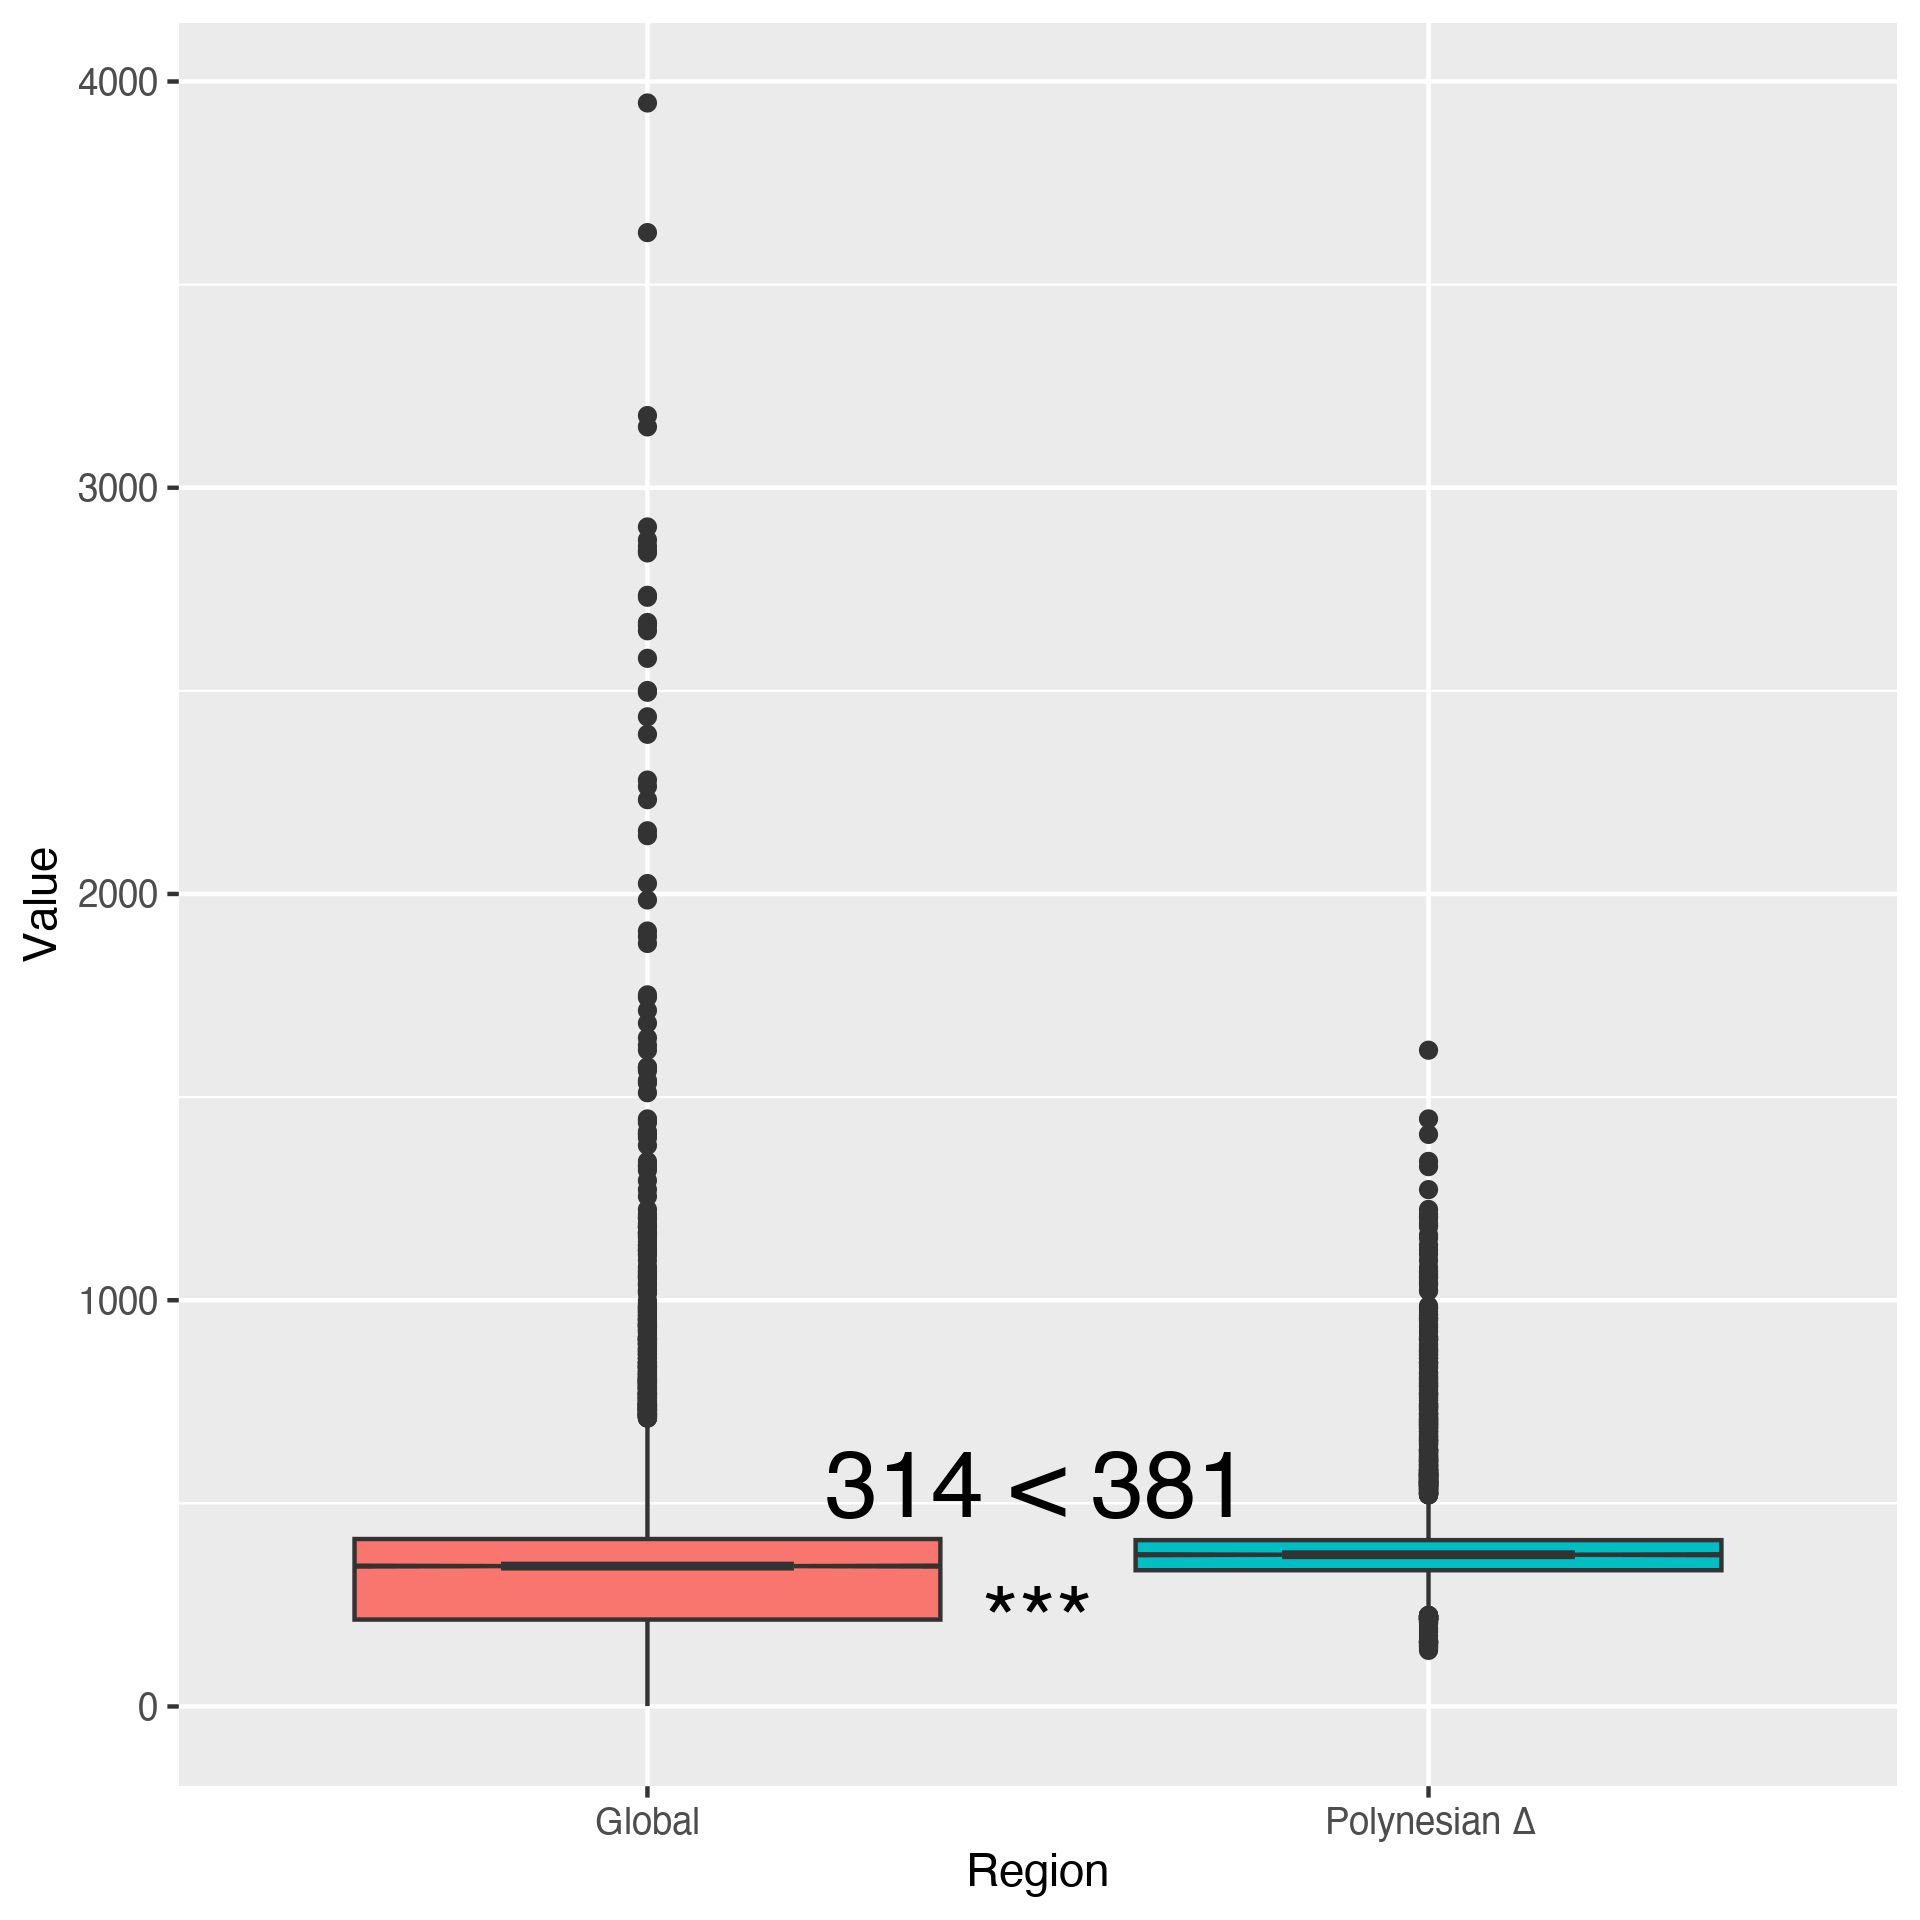 4000
3000
2000
1000
0
Value
314 < 381
***
Global
Polynesian Δ
Region